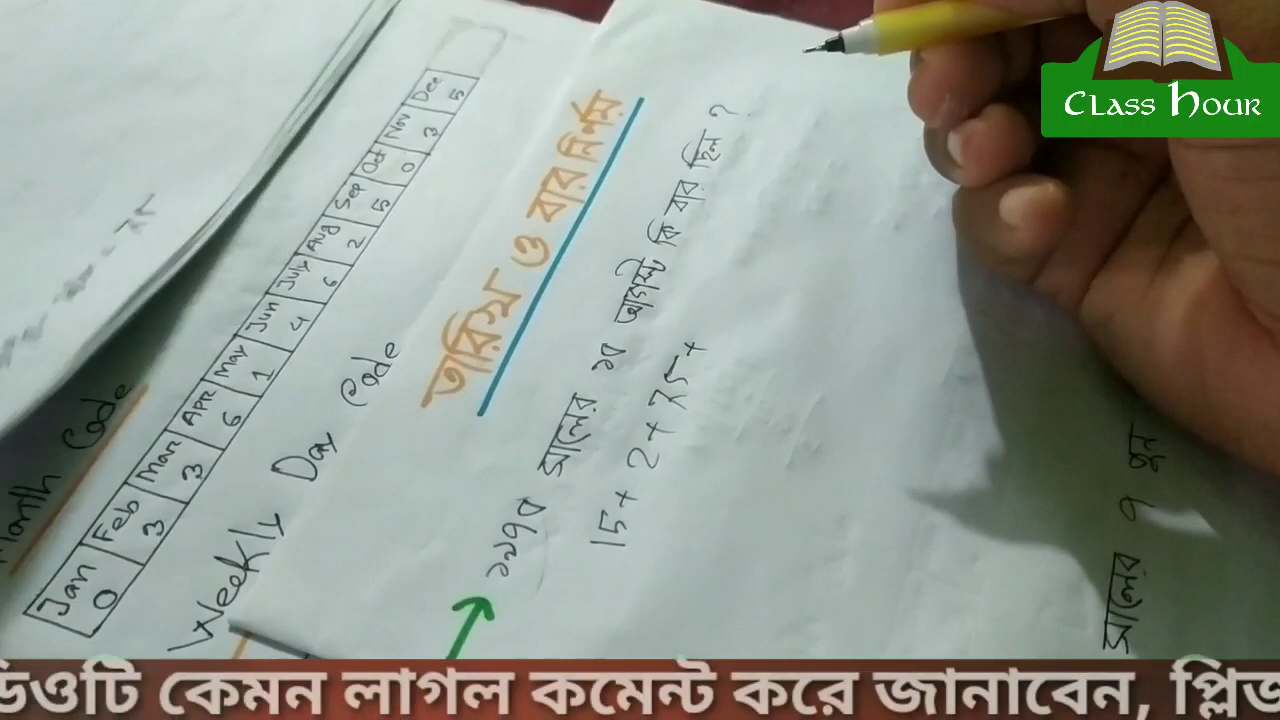 CLASS HOUR
Month Code
Jan Feb Mar APR May Jun July Aug Sep Oct Nov Dec
0 3 3 6 1 4 6 2 5 0 3 5
Weekly Day Code
তারিখ ও বার নির্ণয়
১৯৭৫ সালের ১৫ আগস্ট কি বার ছিল ?
15 + 2 + 75 +
সালের ৭ জুন
ডিওটি কেমন লাগল কমেন্ট করে জানাবেন, প্লিজ